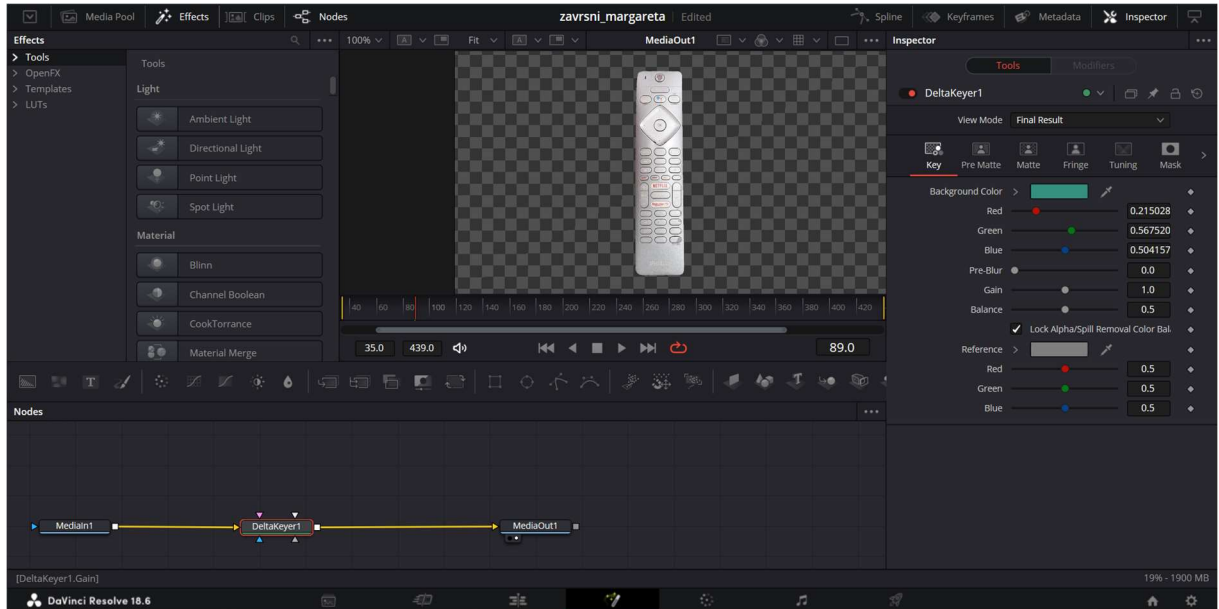 Media Pool Effects Clips Nodes zavrsni_margareta Edited Spline Keyframes Metadata Inspector
Effects 100% Fit MediaOut1 Inspector
Tools
OpenFX
Templates
LUTs
Tools
Light
Ambient Light
Directional Light
Point Light
Spot Light
Material
Blinn
Channel Boolean
CookTorrance
Material Merge
NETFLIX
40 60 80 100 120 140 160 180 200 220 240 260 280 300 320 340 360 380 400 420
35.0 439.0 89.0
Tools Modifiers
DeltaKeyer1
View Mode Final Result
Key Pre Matte Matte Fringe Tuning Mask
Background Color
Red 0.215028
Green 0.567520
Blue 0.504157
Pre-Blur 0.0
Gain 1.0
Balance 0.5
Lock Alpha/Spill Removal Color Bal
Reference
Red 0.5
Green 0.5
Blue 0.5
T
Nodes
MediaIn1 DeltaKeyer1 MediaOut1
[DeltaKeyer1.Gain] 19% - 1900 MB
DaVinci Resolve 18.6